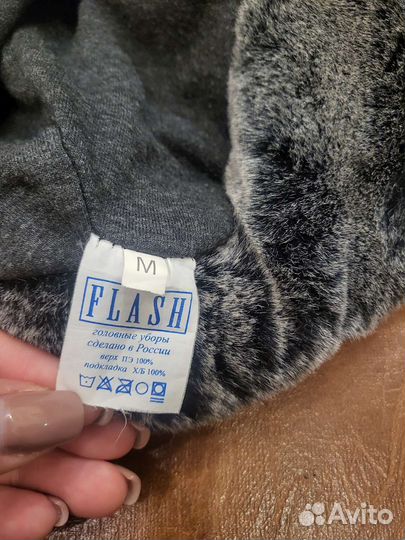 M
FLASH
головные уборы
сделано в России
верх ПЭ 100%
подкладка Х/Б 100%
Avito